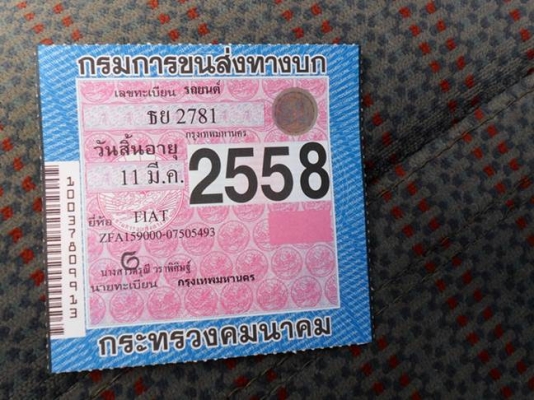 กรมการขนส่งทางบก
เลขทะเบียน รถยนต์
ธย 2781
กรุงเทพมหานคร
วันสิ้นอายุ
11 มี.ค. 2558
ยี่ห้อ FIAT
ZFA159000-07505493
นายทะเบียน กรุงเทพมหานคร
กระทรวงคมนาคม
10037809913